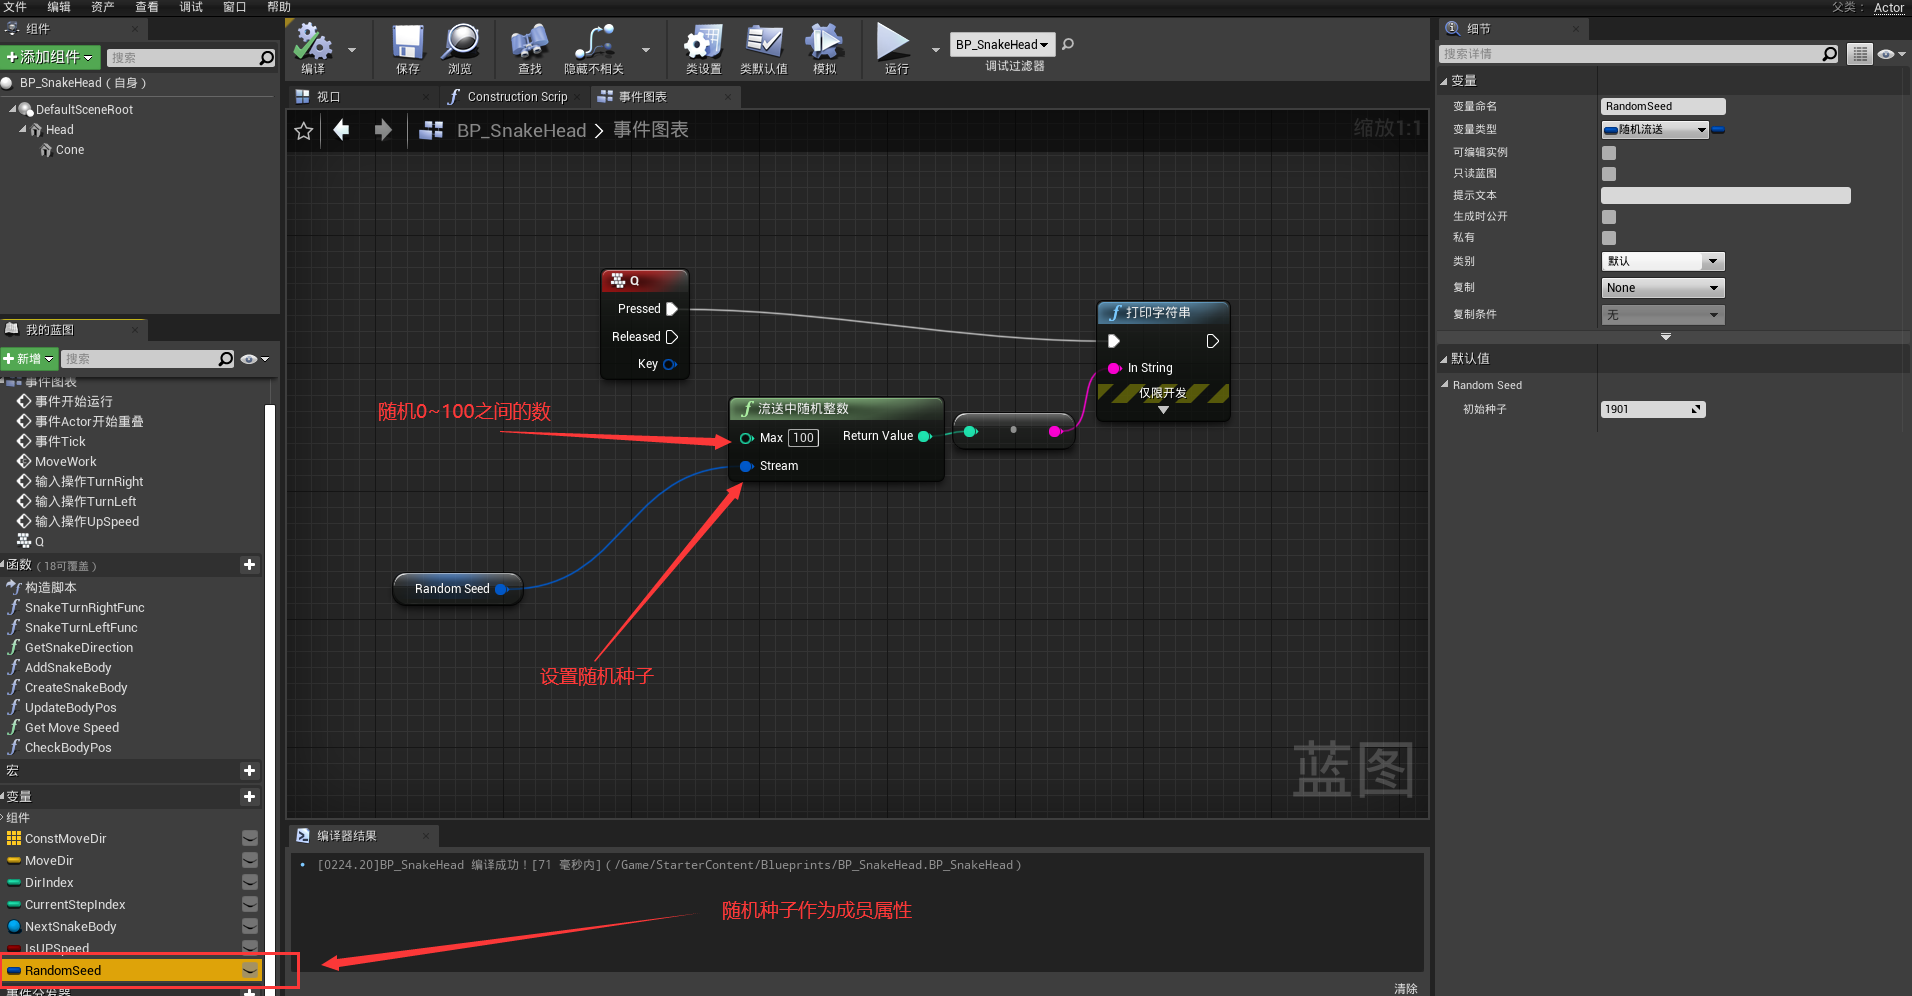 文件 编辑 资产 查看 调试 窗口 帮助
父类： Actor
组件
添加组件
搜索
BP_SnakeHead（自身）
DefaultSceneRoot
Head
Cone
编译
保存
浏览
查找
隐藏不相关
类设置
类默认值
模拟
运行
BP_SnakeHead
调试过滤器
视口
Construction Scrip
事件图表
BP_SnakeHead > 事件图表
缩放1:1
Q
Pressed
Released
Key
打印字符串
In String
仅限开发
随机0~100之间的数
流送中随机整数
Max 100
Return Value
Stream
Random Seed
设置随机种子
蓝图
我的蓝图
新增
搜索
事件图表
事件开始运行
事件Actor开始重叠
事件Tick
MoveWork
输入操作TurnRight
输入操作TurnLeft
输入操作UpSpeed
Q
函数（18可覆盖）
构造脚本
SnakeTurnRightFunc
SnakeTurnLeftFunc
GetSnakeDirection
AddSnakeBody
CreateSnakeBody
UpdateBodyPos
Get Move Speed
CheckBodyPos
宏
变量
组件
ConstMoveDir
MoveDir
DirIndex
CurrentStepIndex
NextSnakeBody
IsUPSpeed
RandomSeed
事件分发器
编译器结果
[0224.20]BP_SnakeHead 编译成功！[71 毫秒内]（/Game/StarterContent/Blueprints/BP_SnakeHead.BP_SnakeHead）
随机种子作为成员属性
清除
细节
搜索详情
变量
变量命名 RandomSeed
变量类型 随机流送
可编辑实例
只读蓝图
提示文本
生成时公开
私有
类别 默认
复制 None
复制条件 无
默认值
Random Seed
初始种子 1901